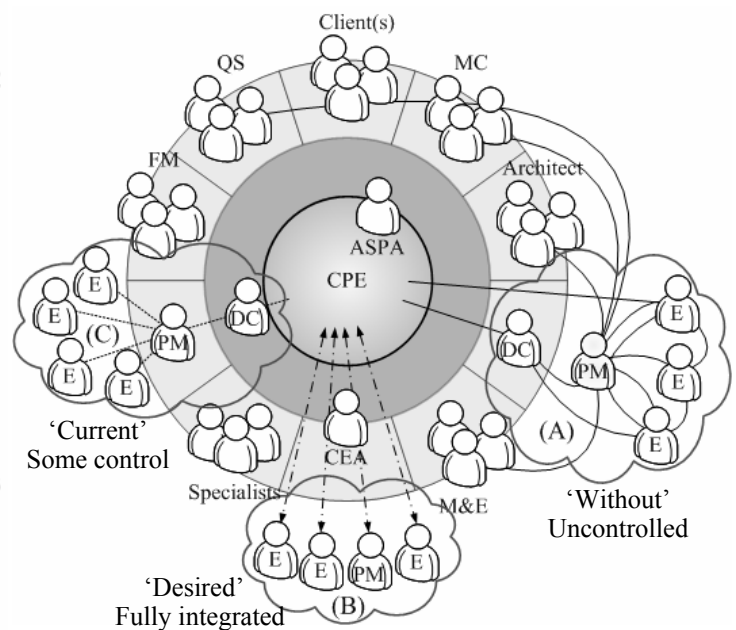 Client(s)
QS
MC
FM
Architect
ASPA
CPE
E
E
(C)
PM
DC
E
E
DC
PM
E
E
E
(A)
‘Current’
Some control
CEA
Specialists
M&E
‘Without’
Uncontrolled
E
E
PM
E
(B)
‘Desired’
Fully integrated